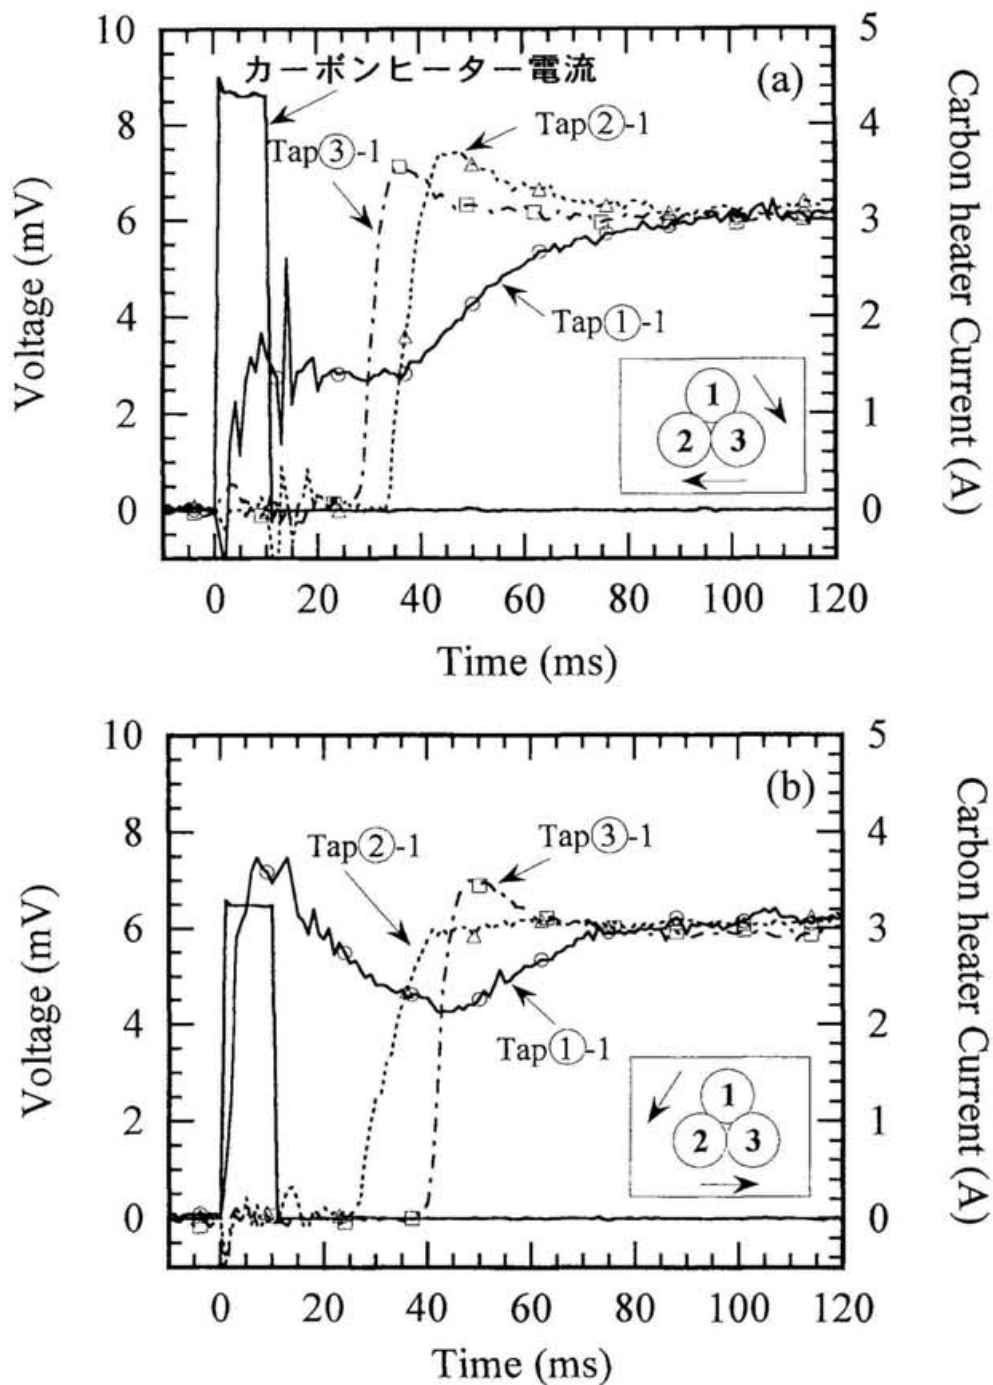 10
8
6
4
2
0
Voltage (mV)
カーボンヒーター電流
(a)
Tap②-1
Tap③-1
Tap①-1
1
2 3
5
4
3
2
1
0
Carbon heater Current (A)
0 20 40 60 80 100 120
Time (ms)
10
8
6
4
2
0
Voltage (mV)
(b)
Tap③-1
Tap②-1
Tap①-1
1
2 3
5
4
3
2
1
0
Carbon heater Current (A)
0 20 40 60 80 100 120
Time (ms)